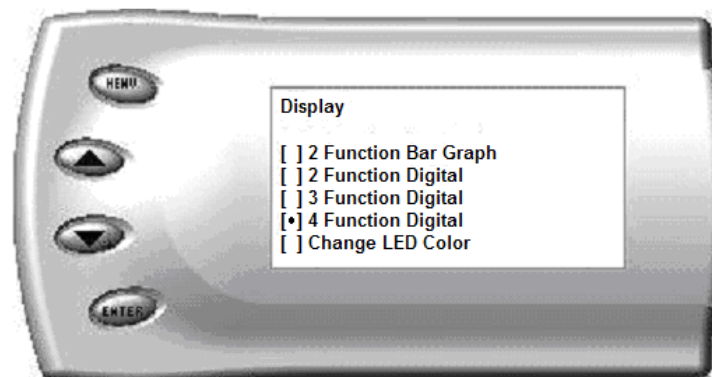 MENU
Display
[ ] 2 Function Bar Graph
[ ] 2 Function Digital
[ ] 3 Function Digital
[•] 4 Function Digital
[ ] Change LED Color
ENTER